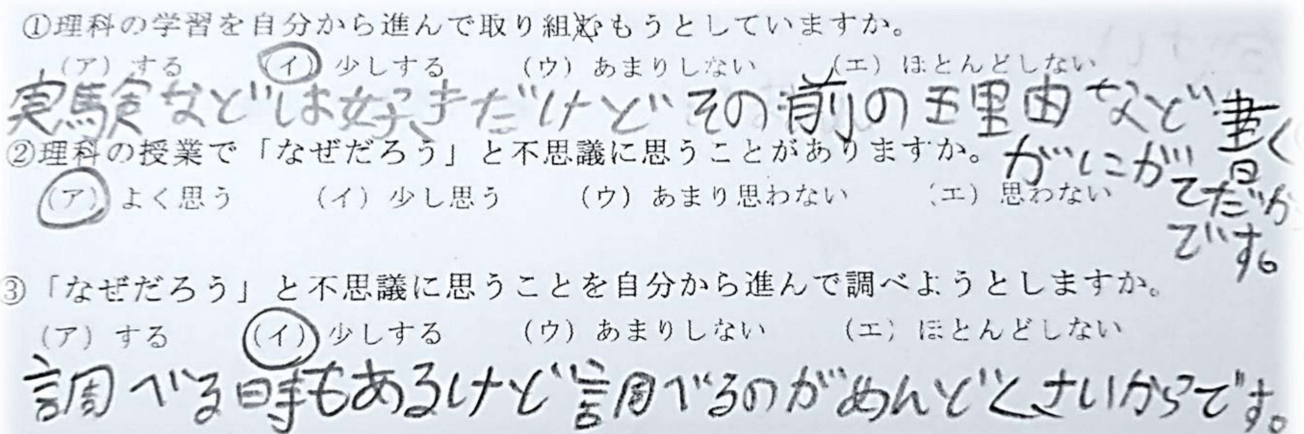 ①理科の学習を自分から進んで取り組むもうとしていますか。
(ア) する (イ) 少しする (ウ) あまりしない (エ) ほとんどしない
実験などは好きだけどその前の理由など書く
がにがてだか
です。
②理科の授業で「なぜだろう」と不思議に思うことがありますか。
(ア) よく思う (イ) 少し思う (ウ) あまり思わない (エ) 思わない
③「なぜだろう」と不思議に思うことを自分から進んで調べようとしますか。
(ア) する (イ) 少しする (ウ) あまりしない (エ) ほとんどしない
調べる時もあるけど調べるのがめんどくさいからです。